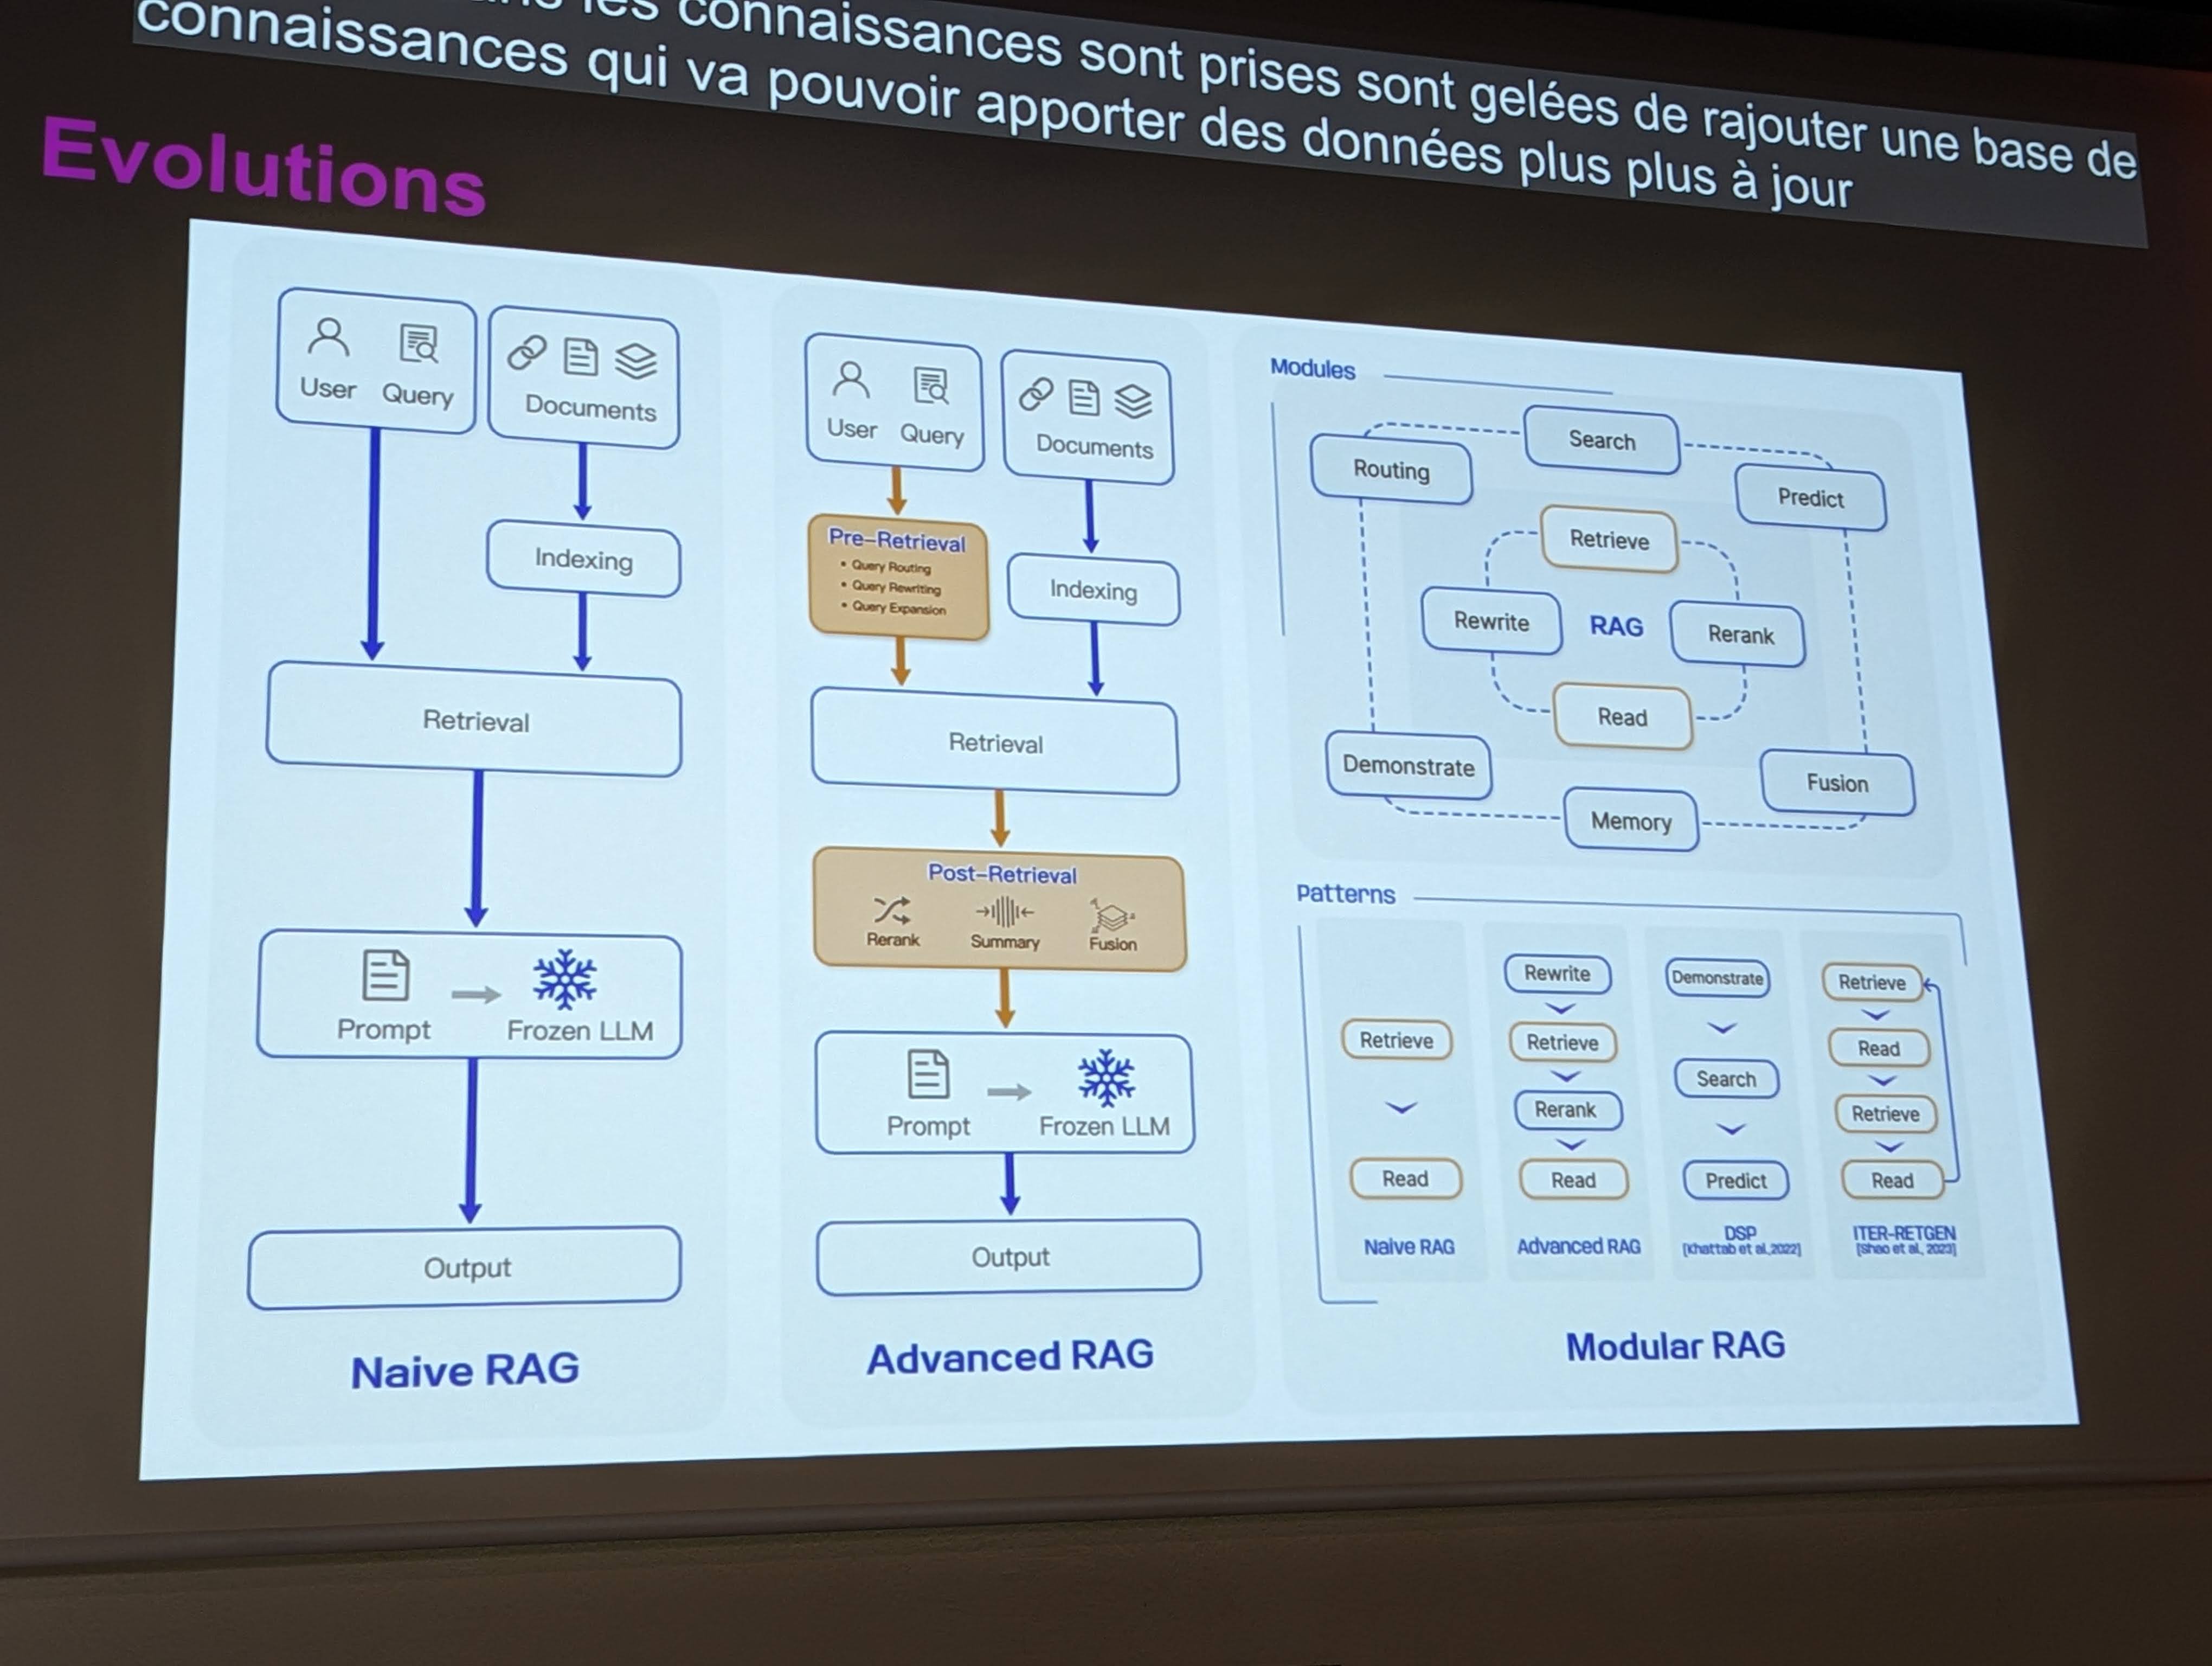 les connaissances sont prises sont gelées de rajouter une base de
connaissances qui va pouvoir apporter des données plus plus à jour
Evolutions
User Query
Documents
Indexing
Retrieval
Prompt
Frozen LLM
Output
Naive RAG
User Query
Documents
Pre-Retrieval
• Query Routing
• Query Rewriting
• Query Expansion
Indexing
Retrieval
Post-Retrieval
Rerank
Summary
Fusion
Prompt
Frozen LLM
Output
Advanced RAG
Modules
Search
Routing
Predict
Retrieve
Rewrite
RAG
Rerank
Read
Demonstrate
Fusion
Memory
Patterns
Retrieve
Read
Naive RAG
Rewrite
Retrieve
Rerank
Read
Advanced RAG
Demonstrate
Search
Predict
DSP
[Khattab et al,2022]
Retrieve
Read
Retrieve
Read
ITER-RETGEN
[Shao et al, 2023]
Modular RAG